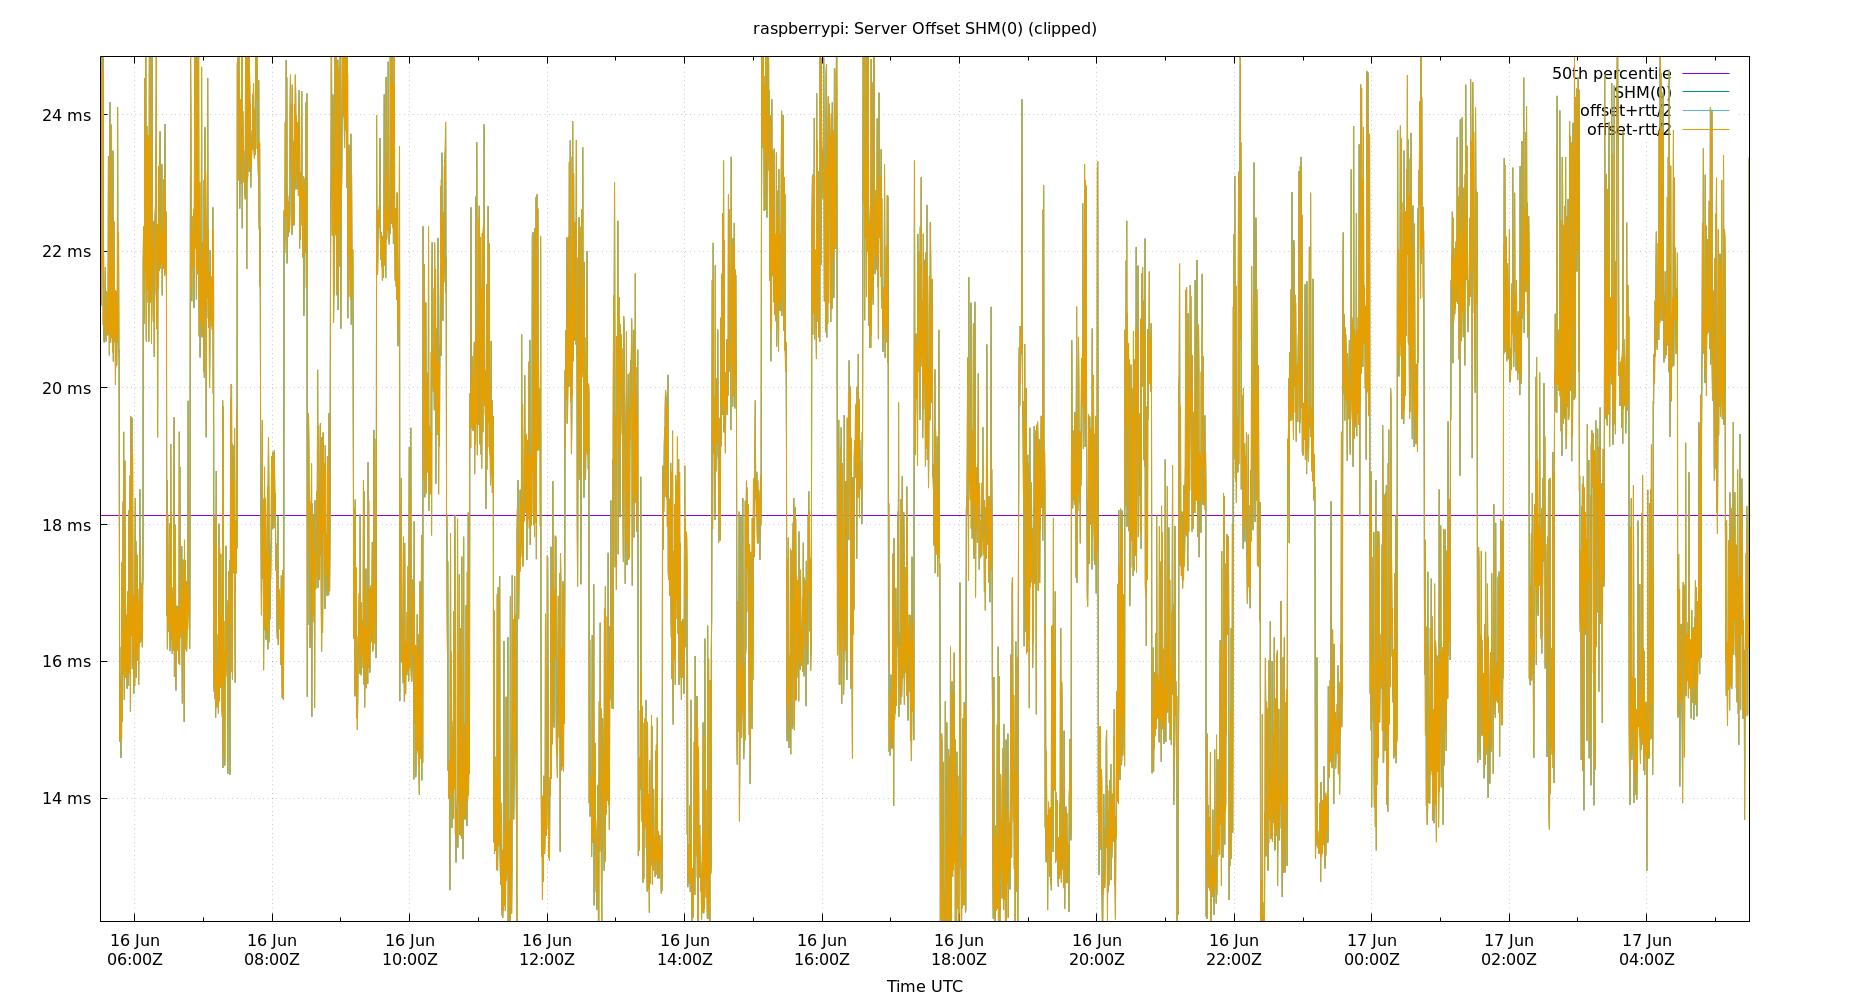 raspberrypi: Server Offset SHM(0) (clipped)
50th percentile
SHM(0)
offset+rtt/2
offset-rtt/2
24 ms
22 ms
20 ms
18 ms
16 ms
14 ms
16 Jun 16 Jun 16 Jun 16 Jun 16 Jun 16 Jun 16 Jun 16 Jun 16 Jun 17 Jun 17 Jun 17 Jun
06:00Z 08:00Z 10:00Z 12:00Z 14:00Z 16:00Z 18:00Z 20:00Z 22:00Z 00:00Z 02:00Z 04:00Z
Time UTC